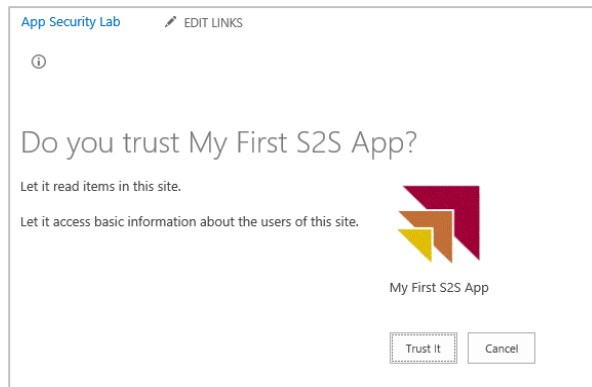 App Security Lab EDIT LINKS
Do you trust My First S2S App?
Let it read items in this site.
Let it access basic information about the users of this site.
My First S2S App
Trust It Cancel